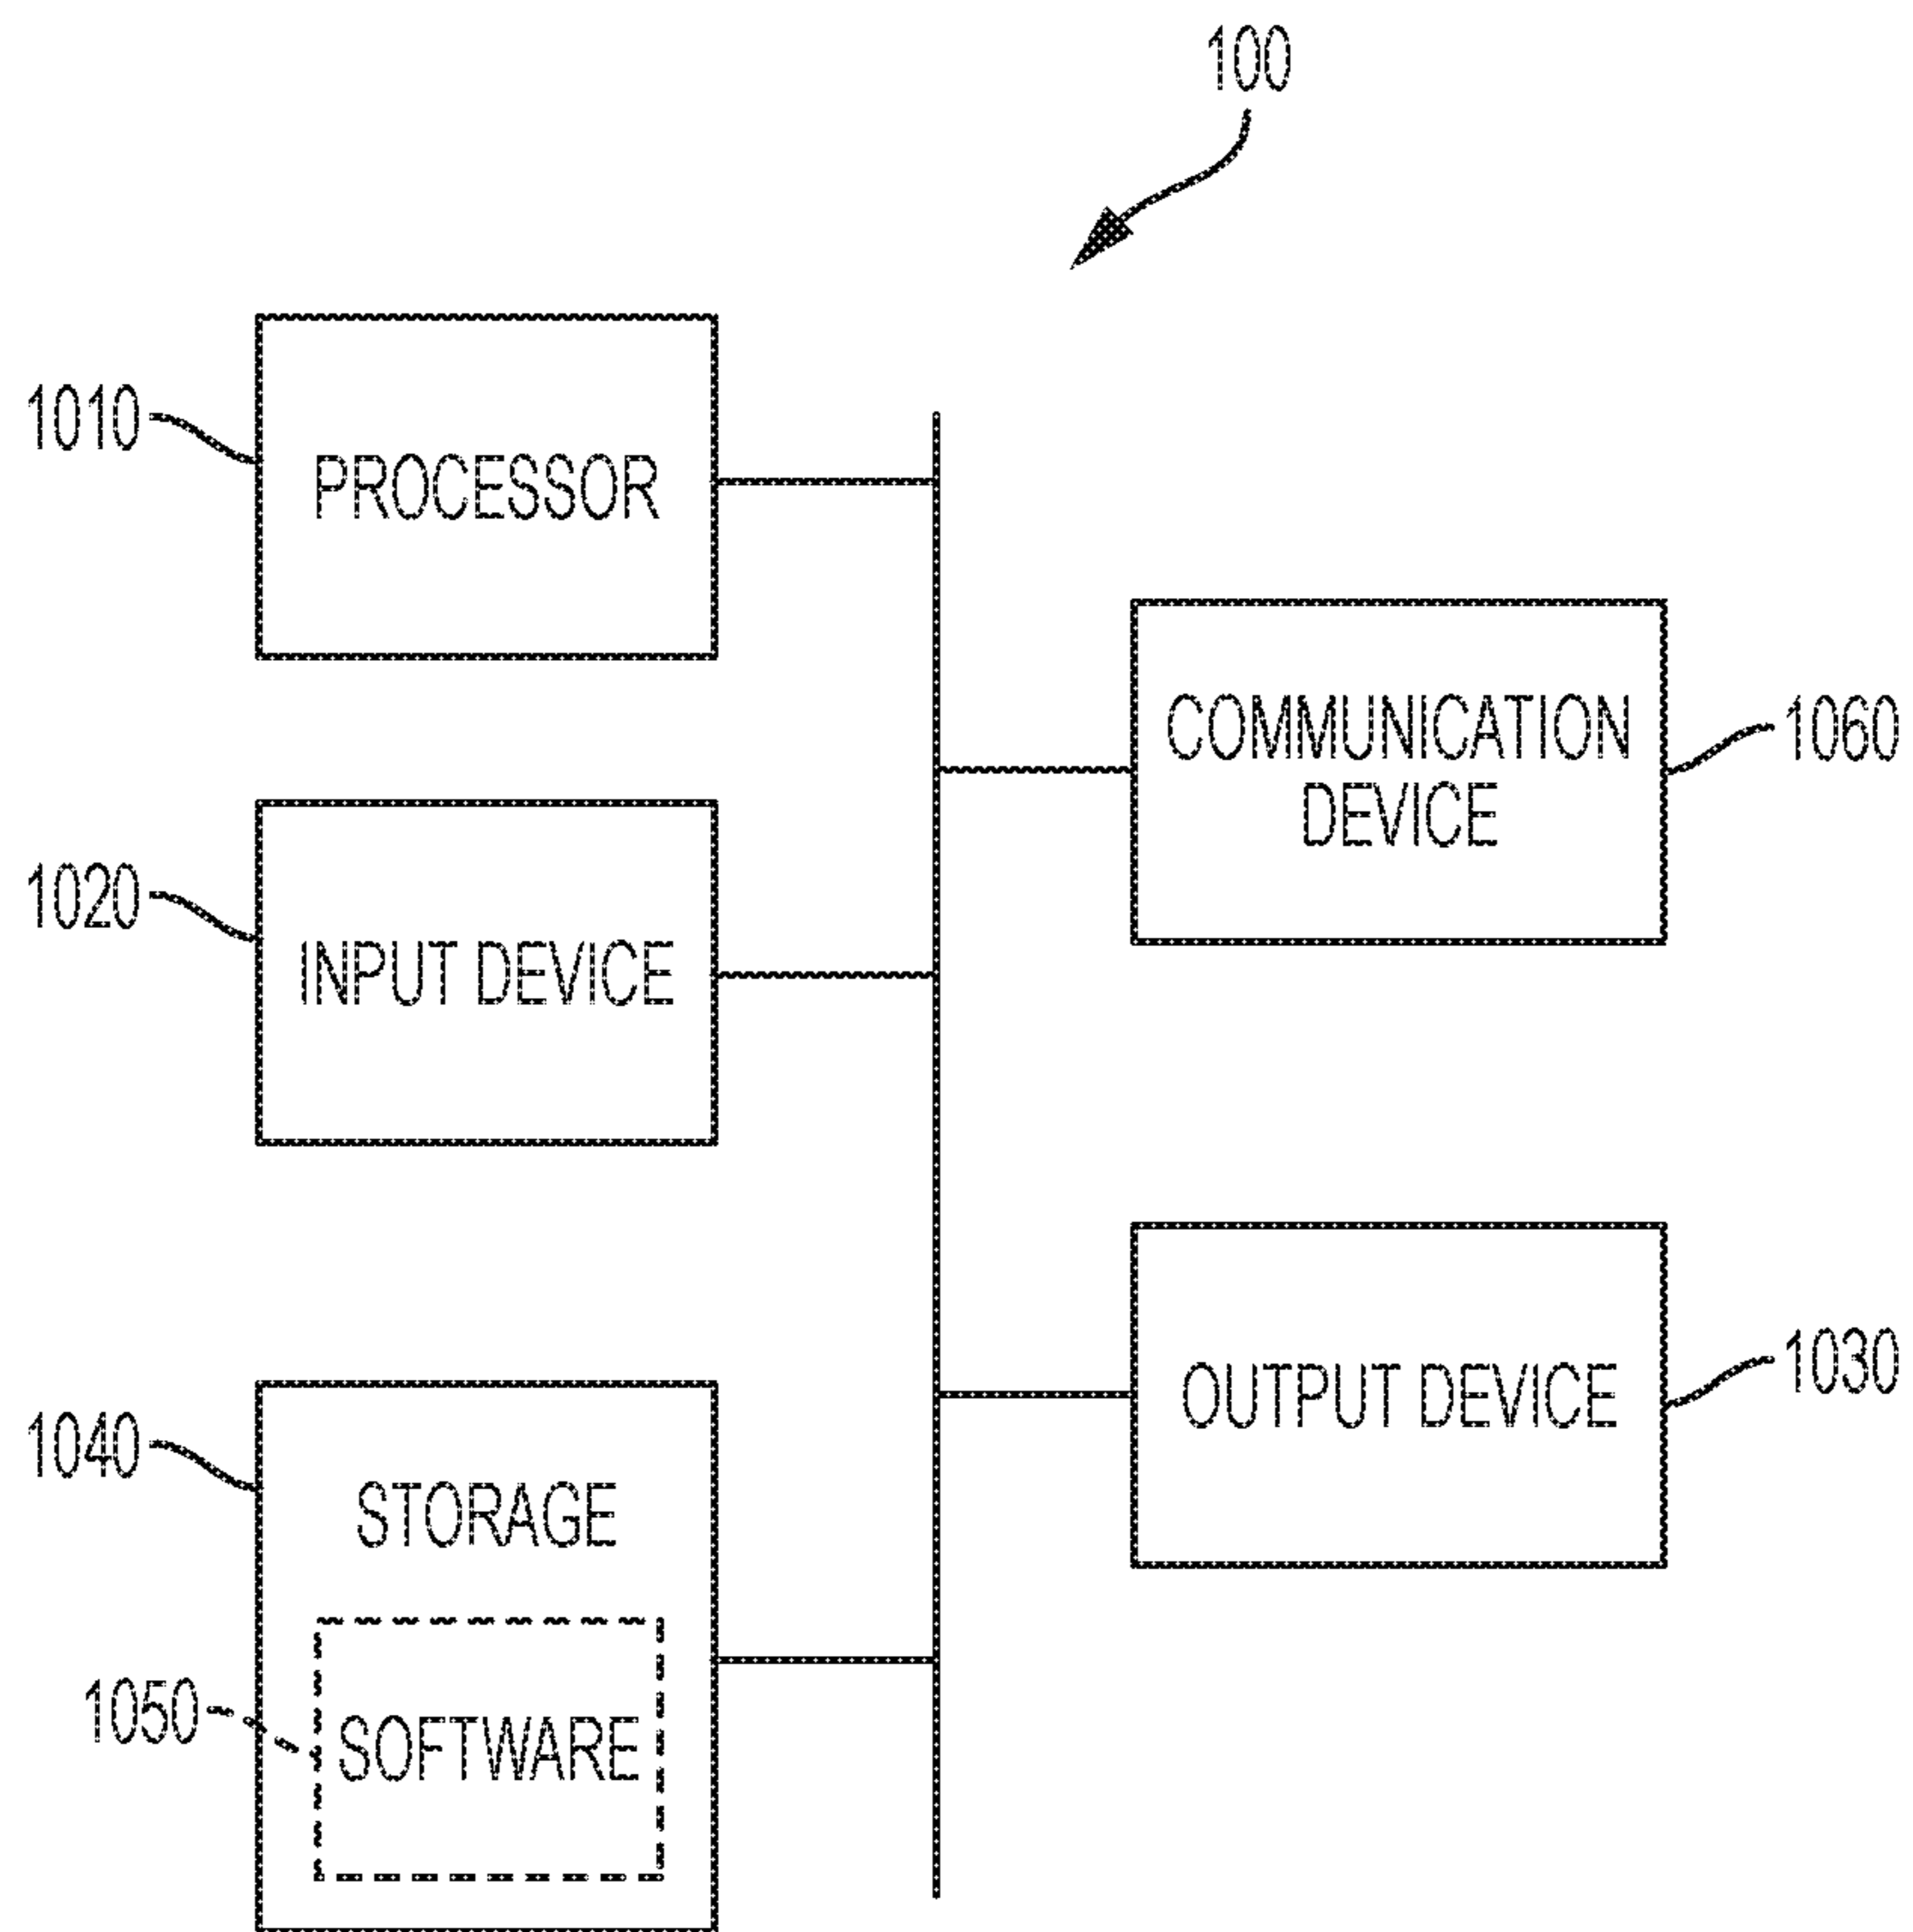 100
1010
PROCESSOR
COMMUNICATION
DEVICE
1060
1020
INPUT DEVICE
OUTPUT DEVICE
1030
1040
STORAGE
1050
SOFTWARE